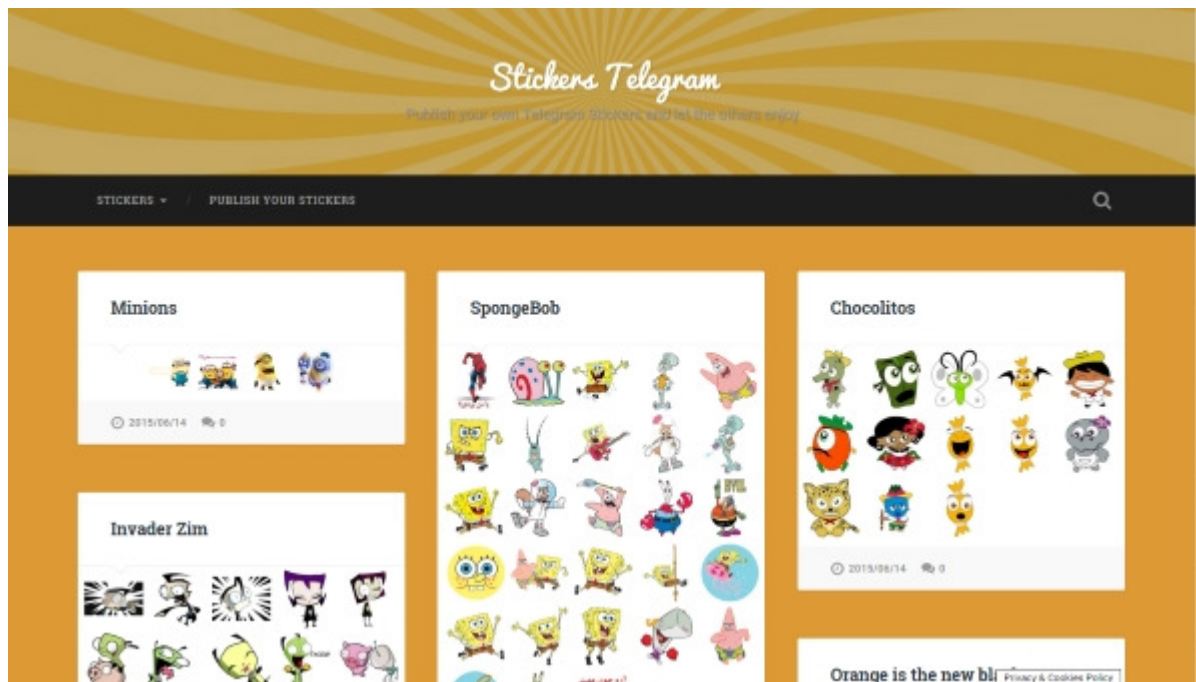 Stickers Telegram
Publish your own Telegram Stickers and let the others enjoy
STICKERS / PUBLISH YOUR STICKERS
Minions
2015/06/14 0
Invader Zim
SpongeBob
EVIL
Chocolitos
2015/06/14 0
Orange is the new
Privacy & Cookies Policy